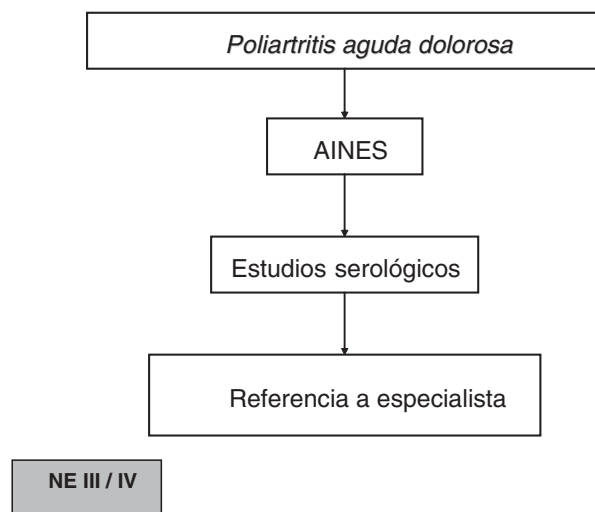 Poliartritis aguda dolorosa
AINES
Estudios serológicos
Referencia a especialista
NE III / IV